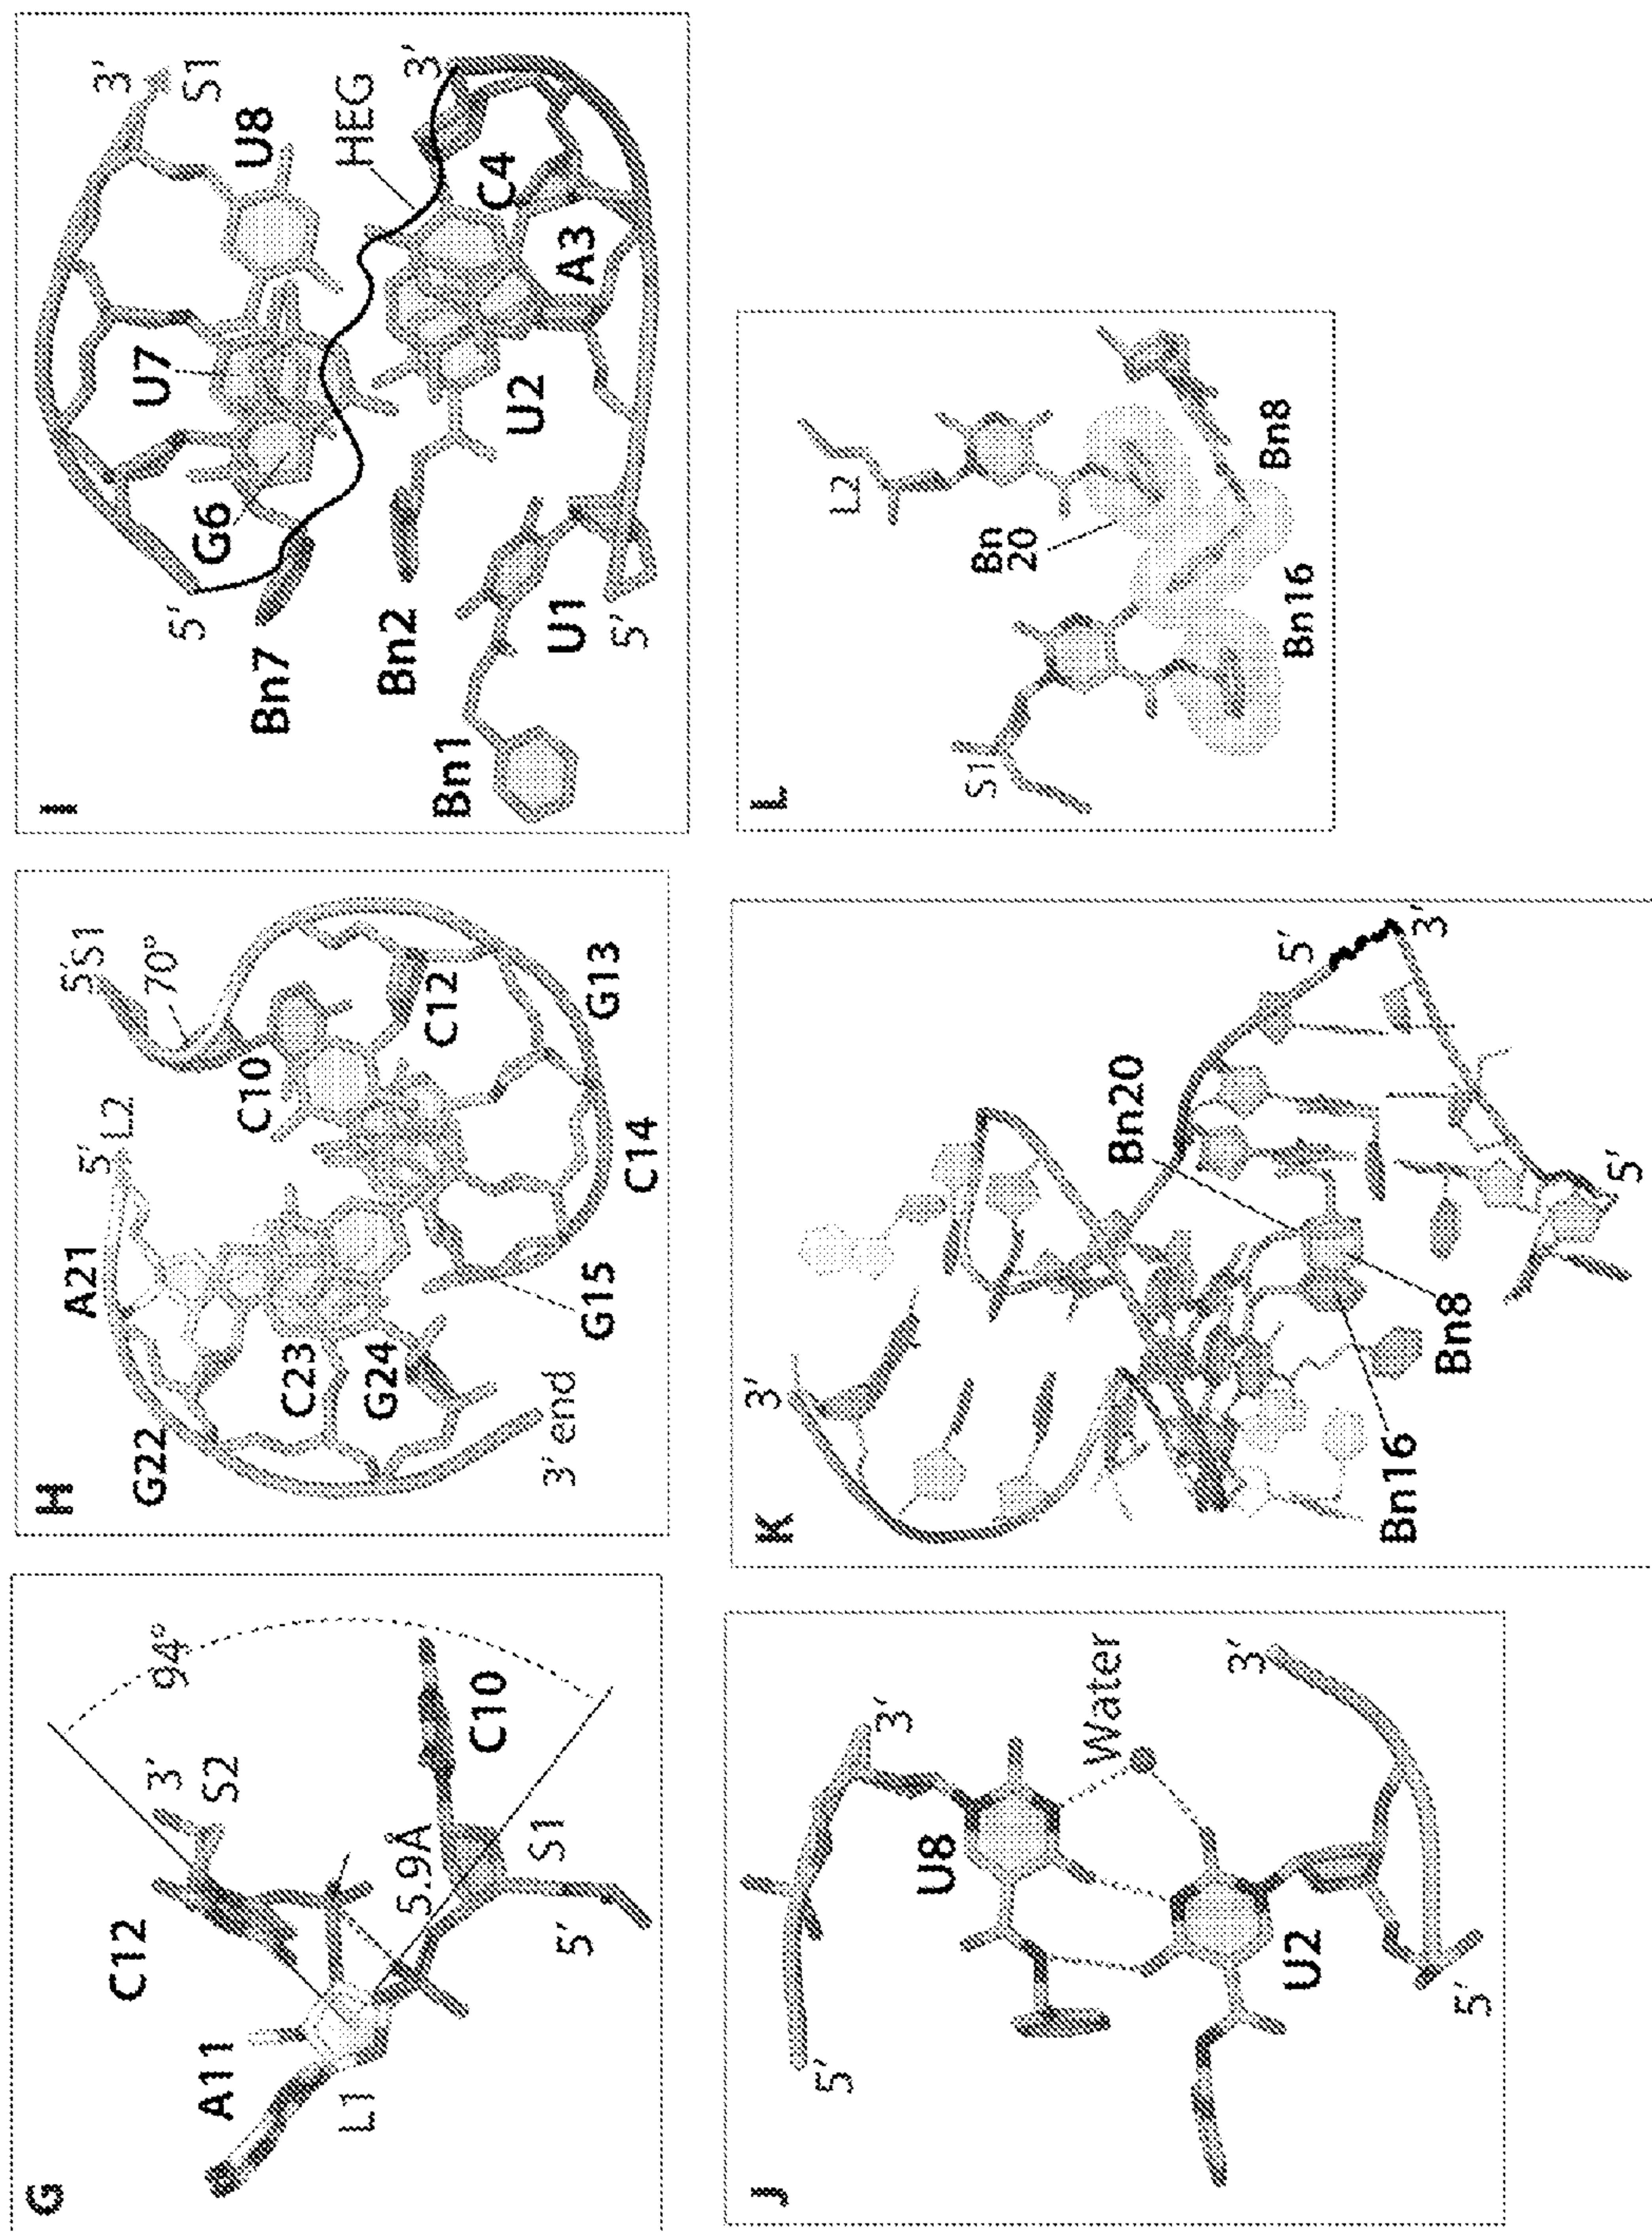 G
94°
3′
S2
C12
A11
L1
5.9Å
C10
S1
5′
H
5′
S1
70°
5′
L2
A21
C10
G22
C12
C23
G24
G13
3′ end
G15
C14
I
3′
S1
U8
HEG
3′
U7
G6
5′
C4
A3
Bn7
Bn2
U2
Bn1
U1
5′
J
3′
5′
U8
Water
3′
U2
5′
K
3′
5′
Bn20
3′
Bn16
Bn8
5′
L
L2
S1
Bn
20
Bn16
Bn8